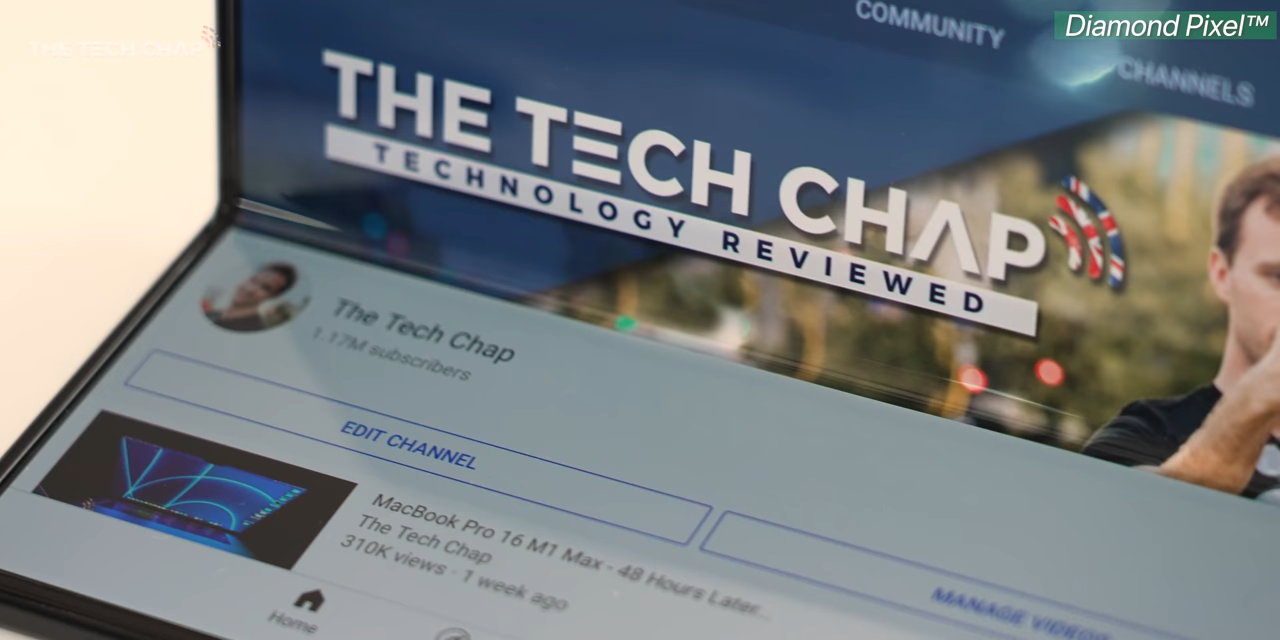 Diamond Pixel™
THE TECH CHAP
COMMUNITY
CHANNELS
THE TECH CHAP
TECHNOLOGY REVIEWED
The Tech Chap
1.17M subscribers
EDIT CHANNEL
MANAGE VIDEOS
MacBook Pro 16 M1 Max - 48 Hours Later...
The Tech Chap
310K views · 1 week ago
Home